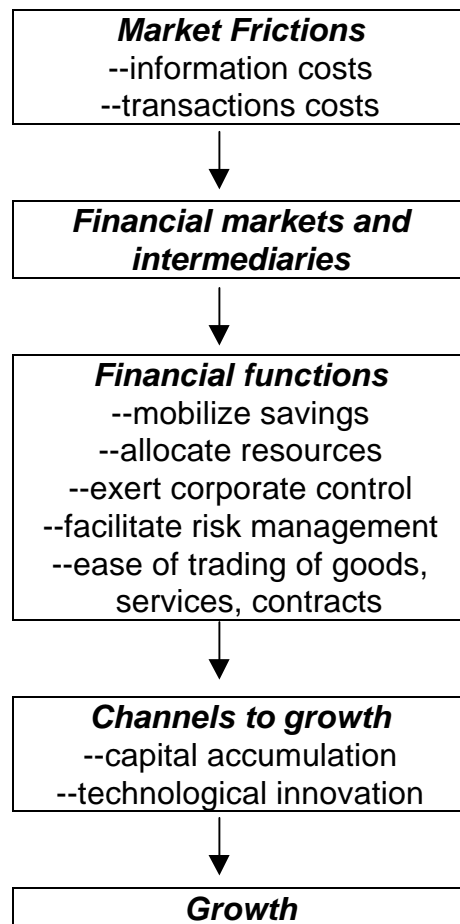 Market Frictions
--information costs
--transactions costs
Financial markets and
intermediaries
Financial functions
--mobilize savings
--allocate resources
--exert corporate control
--facilitate risk management
--ease of trading of goods,
services, contracts
Channels to growth
--capital accumulation
--technological innovation
Growth